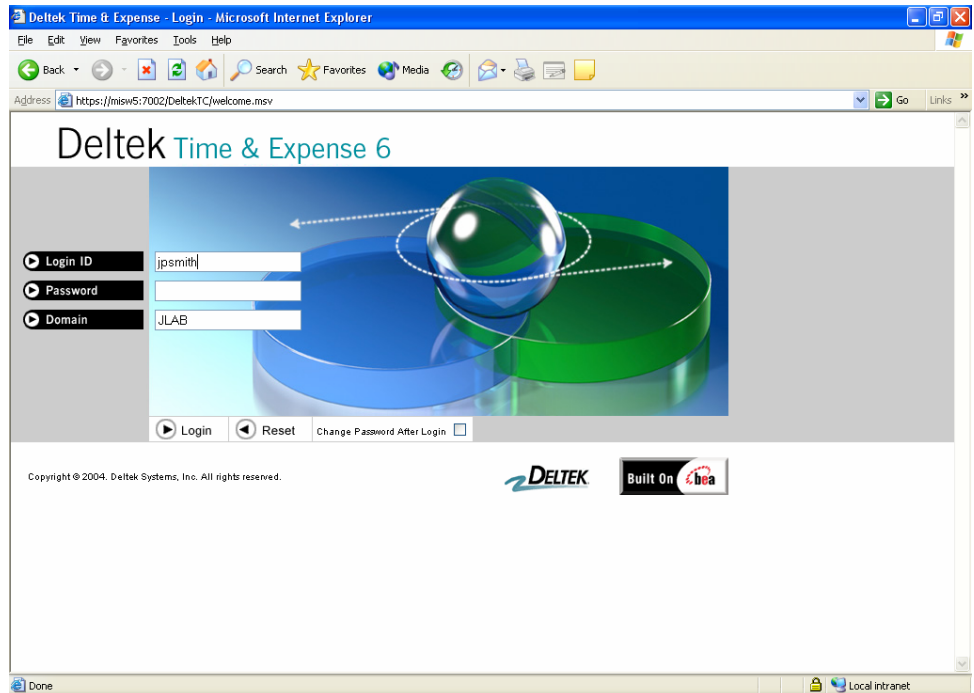 Deltek Time & Expense - Login - Microsoft Internet Explorer
File Edit View Favorites Tools Help
Back Search Favorites Media
Address https://misw5:7002/DeltekTC/welcome.msv Go Links »
Deltek Time & Expense 6
Login ID jpsmith
Password
Domain JLAB
Login Reset Change Password After Login
Copyright © 2004. Deltek Systems, Inc. All rights reserved. DELTEK Built On bea
Done Local intranet